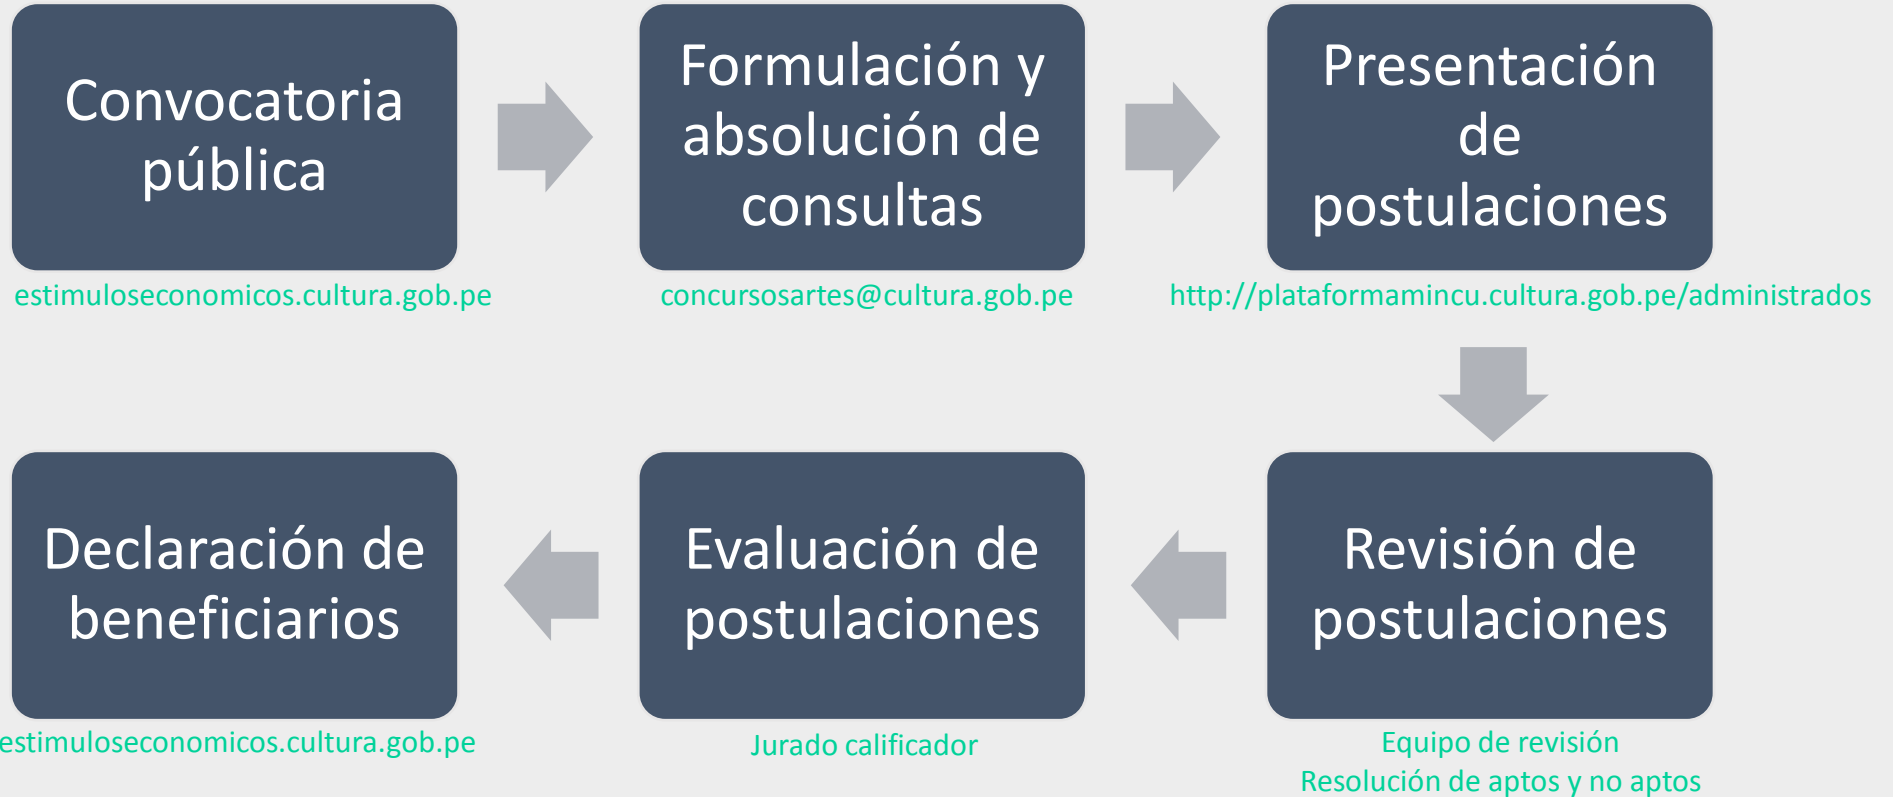 Convocatoria
pública
estimuloseconomicos.cultura.gob.pe
Formulación y
absolución de
consultas
concursosartes@cultura.gob.pe
Presentación
de
postulaciones
http://plataformamincu.cultura.gob.pe/administrados
Revisión de
postulaciones
Equipo de revisión
Resolución de aptos y no aptos
Evaluación de
postulaciones
Jurado calificador
Declaración de
beneficiarios
estimuloseconomicos.cultura.gob.pe